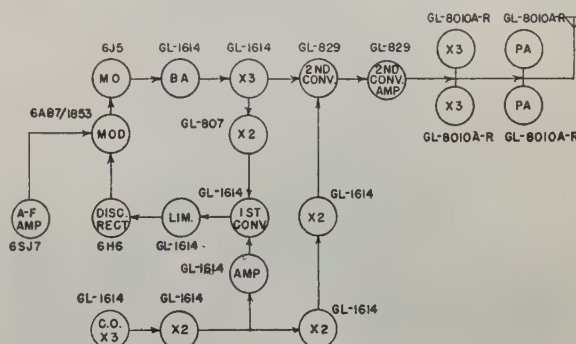 GL-8010A-R GL-8010A-R
6J5 GL-1614 GL-1614 GL-829 GL-829
X3 PA
MO BA X3 2ND CONV. 2ND CONV. AMP
X3 PA
6AB7/1853 GL-807 GL-8010A-R GL-8010A-R
MOD X2
GL-1614 GL-1614
A-F AMP DISC. RECT LIM. 1ST CONV X2
6SJ7 6H6 GL-1614
GL-1614 AMP
GL-1614 GL-1614 GL-1614
C.O. X3 X2 X2